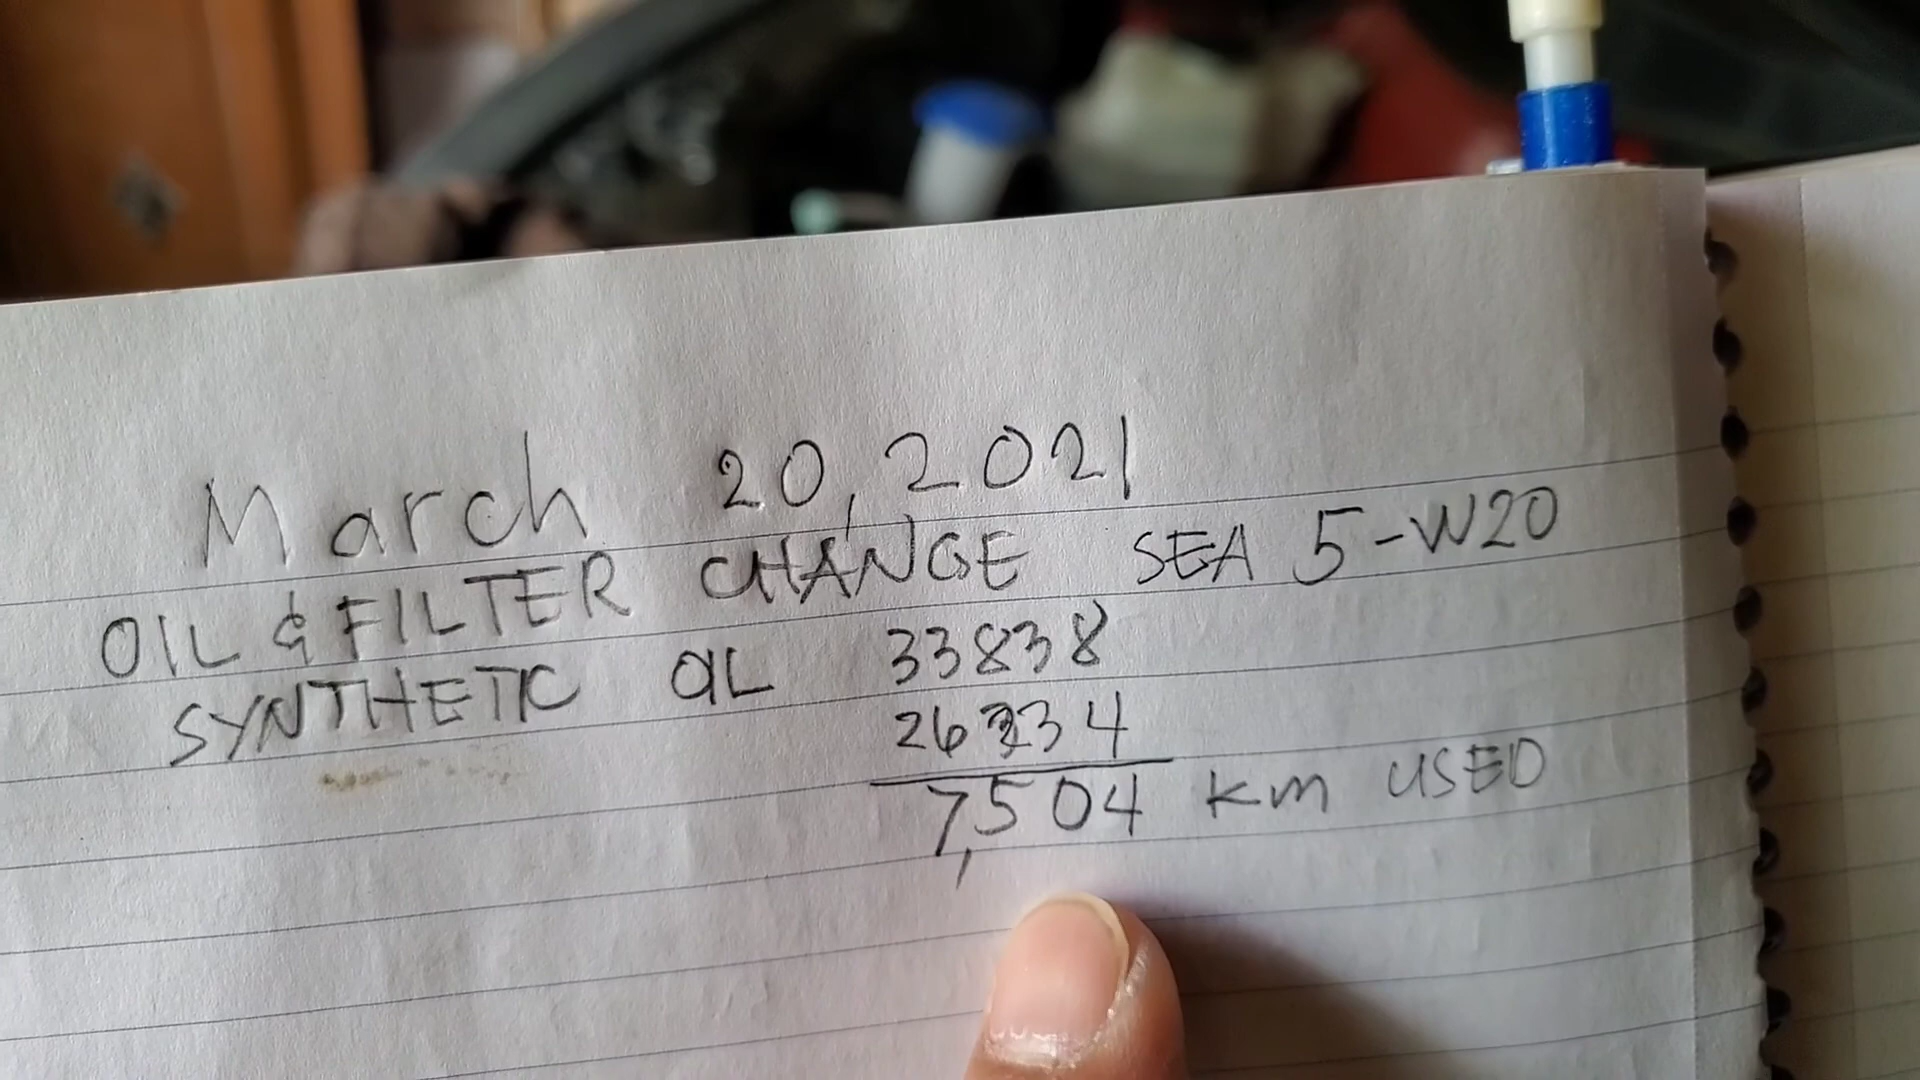 March 20, 2021
OIL & FILTER CHANGE SEA 5-W20
SYNTHETIC OIL 33838
26334
7,504 km USED